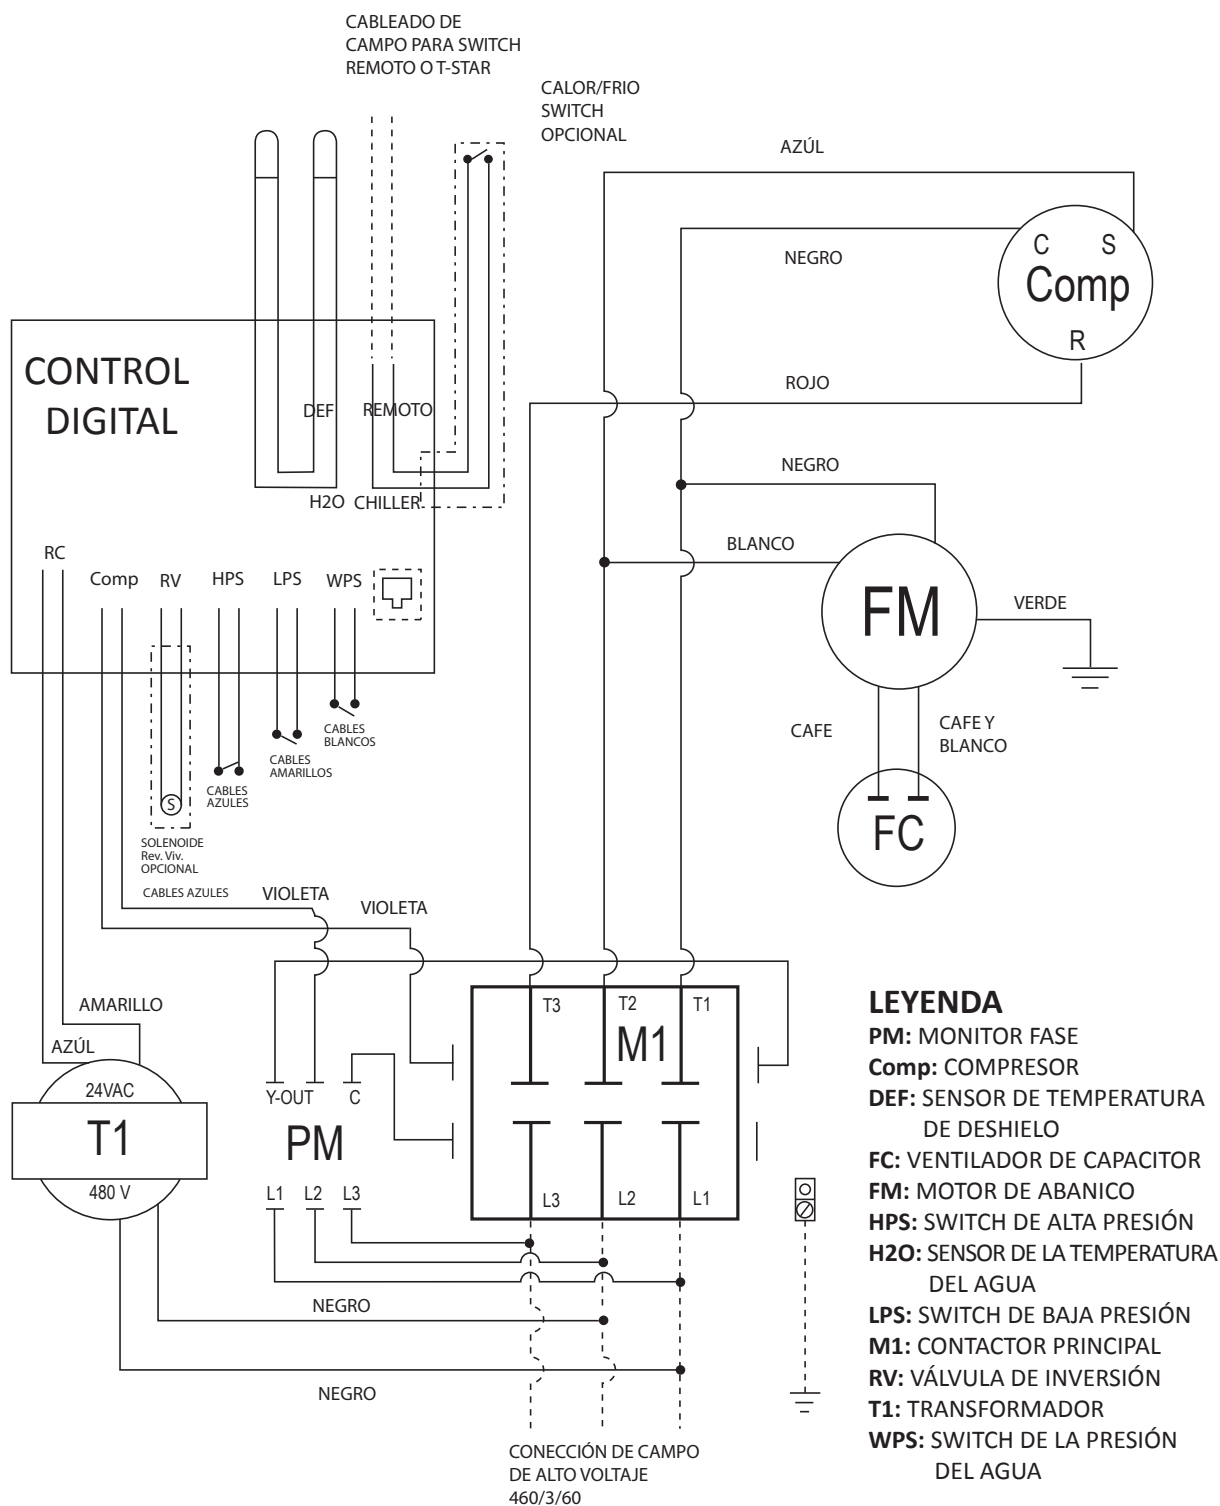 CABLEADO DE
CAMPO PARA SWITCH
REMOTO O T-STAR
CALOR/FRIO
SWITCH
OPCIONAL
AZÚL
NEGRO
C S
Comp
R
ROJO
CONTROL
DIGITAL
DEF
REMOTO
H2O
CHILLER
NEGRO
BLANCO
FM
VERDE
RC
Comp
RV
HPS
LPS
WPS
CABLES
BLANCOS
CABLES
AMARILLOS
CABLES
AZULES
S
SOLENOIDE
Rev. Viv.
OPCIONAL
CABLES AZULES
CAFE
CAFE Y
BLANCO
FC
VIOLETA
VIOLETA
AMARILLO
AZÚL
24VAC
T1
480 V
Y-OUT
C
PM
L1 L2 L3
T3 T2 T1
M1
L3 L2 L1
NEGRO
NEGRO
CONECCIÓN DE CAMPO
DE ALTO VOLTAJE
460/3/60
LEYENDA
PM: MONITOR FASE
Comp: COMPRESOR
DEF: SENSOR DE TEMPERATURA
DE DESHIELO
FC: VENTILADOR DE CAPACITOR
FM: MOTOR DE ABANICO
HPS: SWITCH DE ALTA PRESIÓN
H2O: SENSOR DE LA TEMPERATURA
DEL AGUA
LPS: SWITCH DE BAJA PRESIÓN
M1: CONTACTOR PRINCIPAL
RV: VÁLVULA DE INVERSIÓN
T1: TRANSFORMADOR
WPS: SWITCH DE LA PRESIÓN
DEL AGUA